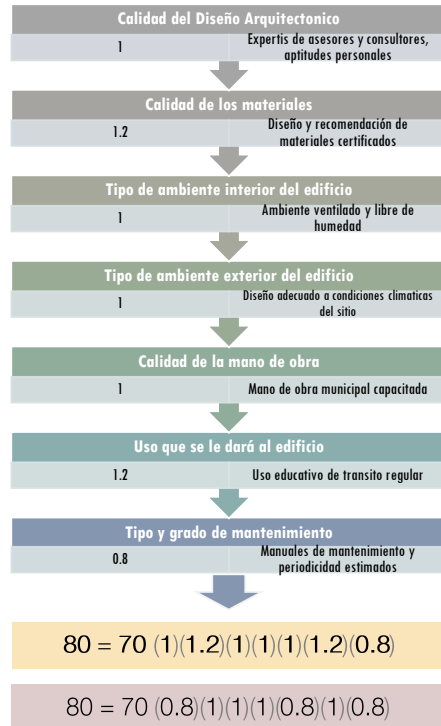 Calidad del Diseño Arquitectonico
1
Expertis de asesores y consultores,
aptitudes personales
Calidad de los materiales
1.2
Diseño y recomendación de
materiales certificados
Tipo de ambiente interior del edificio
1
Ambiente ventilado y libre de
humedad
Tipo de ambiente exterior del edificio
1
Diseño adecuado a condiciones climaticas
del sitio
Calidad de la mano de obra
1
Mano de obra municipal capacitada
Uso que se le dará al edificio
1.2
Uso educativo de transito regular
Tipo y grado de mantenimiento
0.8
Manuales de mantenimiento y
periodicidad estimados
80 = 70 (1)(1.2)(1)(1)(1)(1.2)(0.8)
80 = 70 (0.8)(1)(1)(1)(0.8)(1)(0.8)